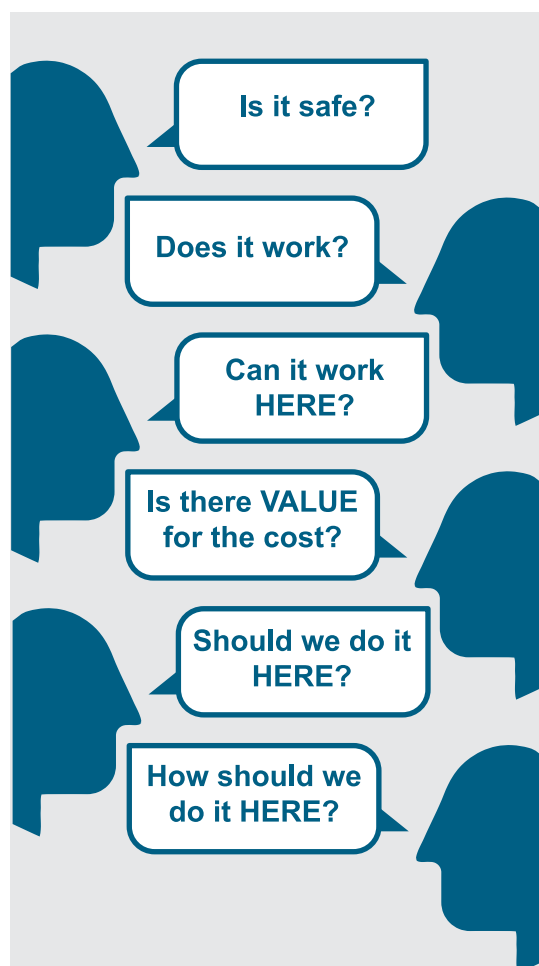 Is it safe?
Does it work?
Can it work
HERE?
Is there VALUE
for the cost?
Should we do it
HERE?
How should we
do it HERE?